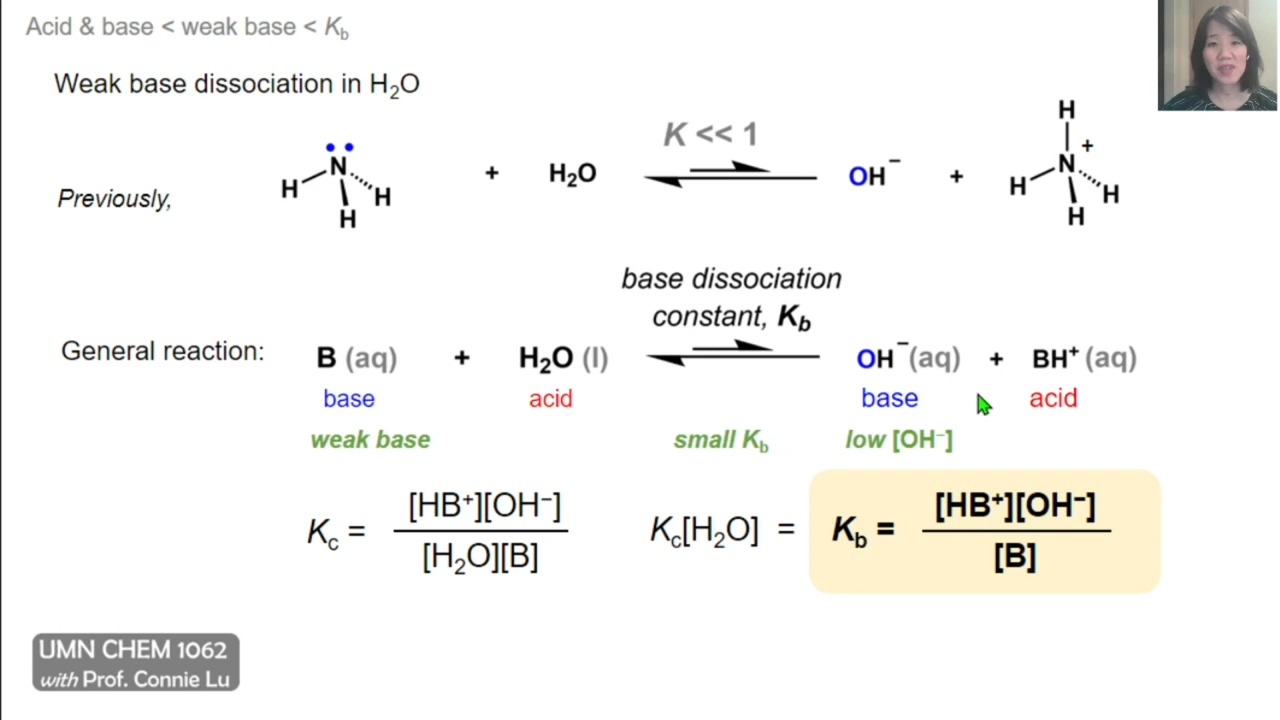 Acid & base < weak base < Kb
Weak base dissociation in H₂O
K << 1
Previously,
H N H H + H₂O OH⁻ + H N⁺ H H H
base dissociation
constant, Kb
General reaction: B (aq) + H₂O (l) OH⁻(aq) + BH⁺ (aq)
base acid base acid
weak base small Kb low [OH⁻]
Kc = [HB⁺][OH⁻] / [H₂O][B] Kc[H₂O] = Kb = [HB⁺][OH⁻] / [B]
UMN CHEM 1062
with Prof. Connie Lu